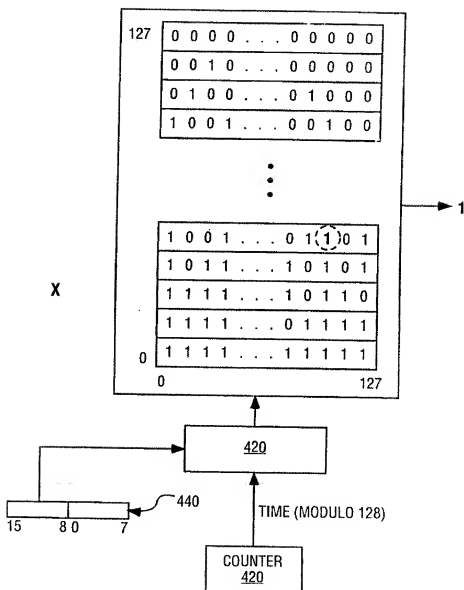 127
0 0 0 0 . . . 0 0 0 0 0
0 0 1 0 . . . 0 0 0 0 0
0 1 0 0 . . . 0 1 0 0 0
1 0 0 1 . . . 0 0 1 0 0
1
1 0 0 1 . . . 0 1 1 0 1
1 0 1 1 . . . 1 0 1 0 1
X
1 1 1 1 . . . 1 0 1 1 0
1 1 1 1 . . . 0 1 1 1 1
0
1 1 1 1 . . . 1 1 1 1 1
0 127
420
440
15 8 0 7
TIME (MODULO 128)
COUNTER
420